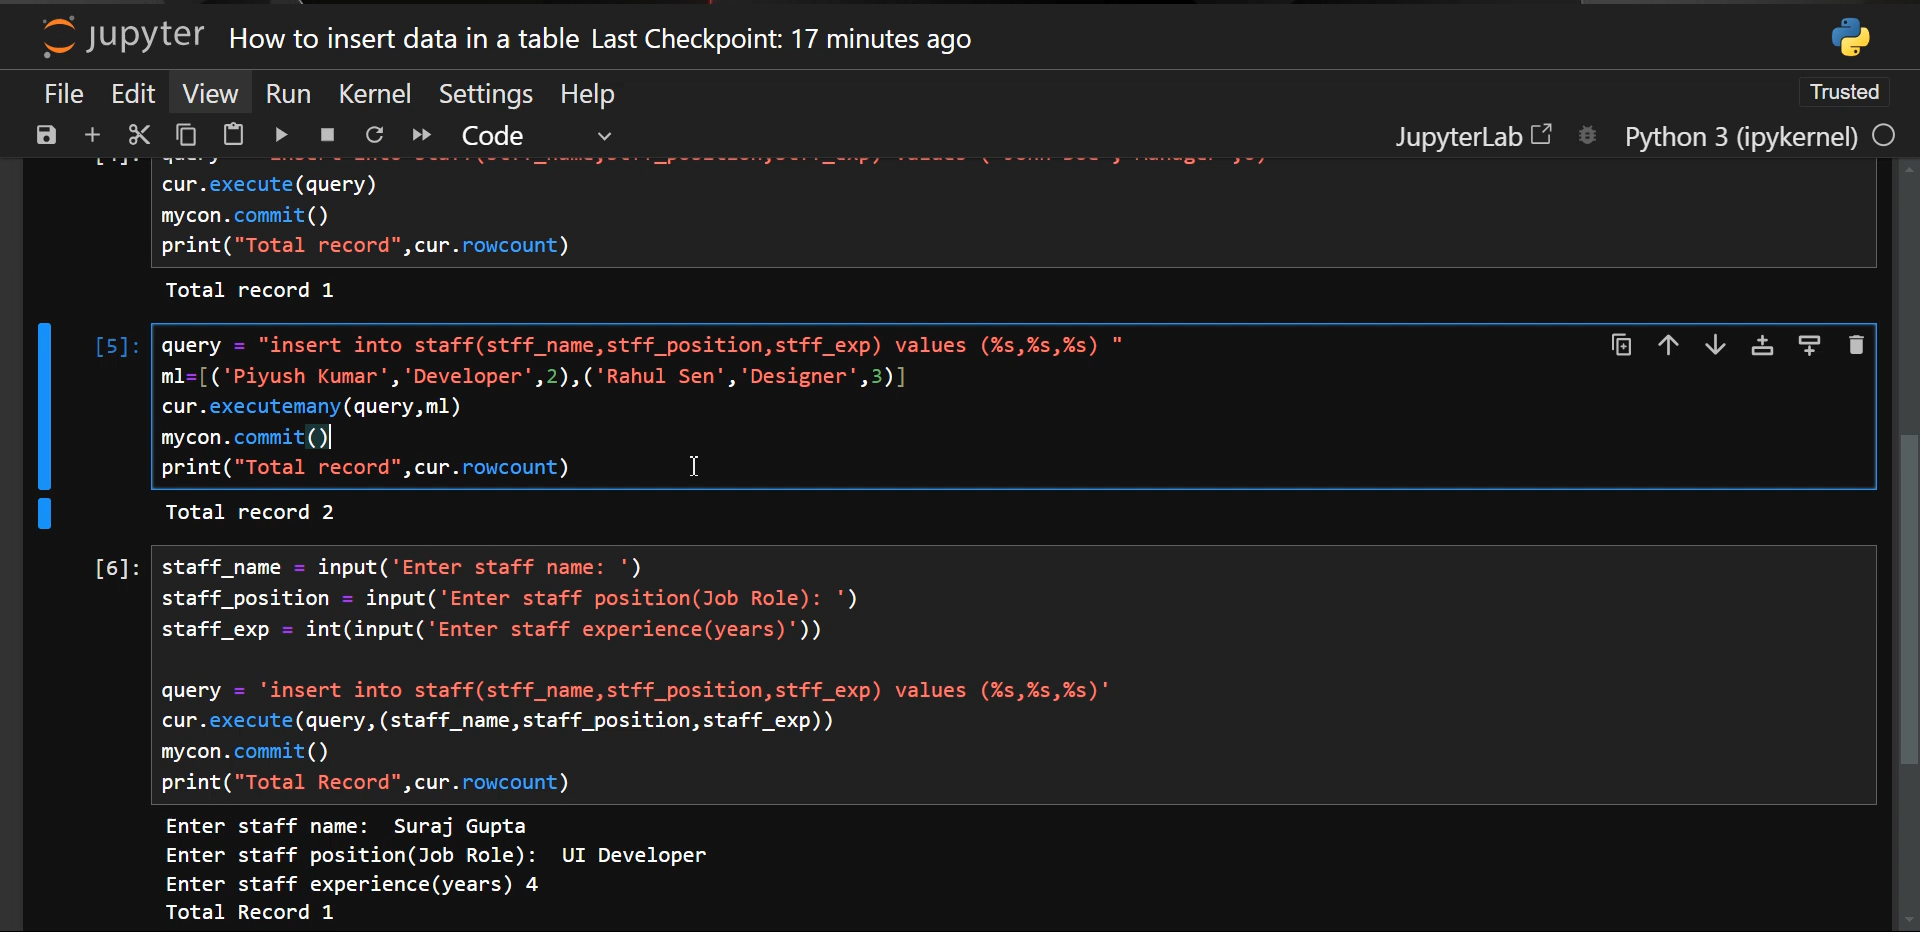 jupyter How to insert data in a table Last Checkpoint: 17 minutes ago
File Edit View Run Kernel Settings Help Trusted
Code JupyterLab Python 3 (ipykernel)
cur.execute(query)
mycon.commit()
print("Total record",cur.rowcount)
Total record 1
[5]: query = "insert into staff(stff_name,stff_position,stff_exp) values (%s,%s,%s) "
ml=[('Piyush Kumar','Developer',2),('Rahul Sen','Designer',3)]
cur.executemany(query,ml)
mycon.commit()
print("Total record",cur.rowcount)
Total record 2
[6]: staff_name = input('Enter staff name: ')
staff_position = input('Enter staff position(Job Role): ')
staff_exp = int(input('Enter staff experience(years)'))
query = 'insert into staff(stff_name,stff_position,stff_exp) values (%s,%s,%s)'
cur.execute(query,(staff_name,staff_position,staff_exp))
mycon.commit()
print("Total Record",cur.rowcount)
Enter staff name:  Suraj Gupta
Enter staff position(Job Role):  UI Developer
Enter staff experience(years) 4
Total Record 1